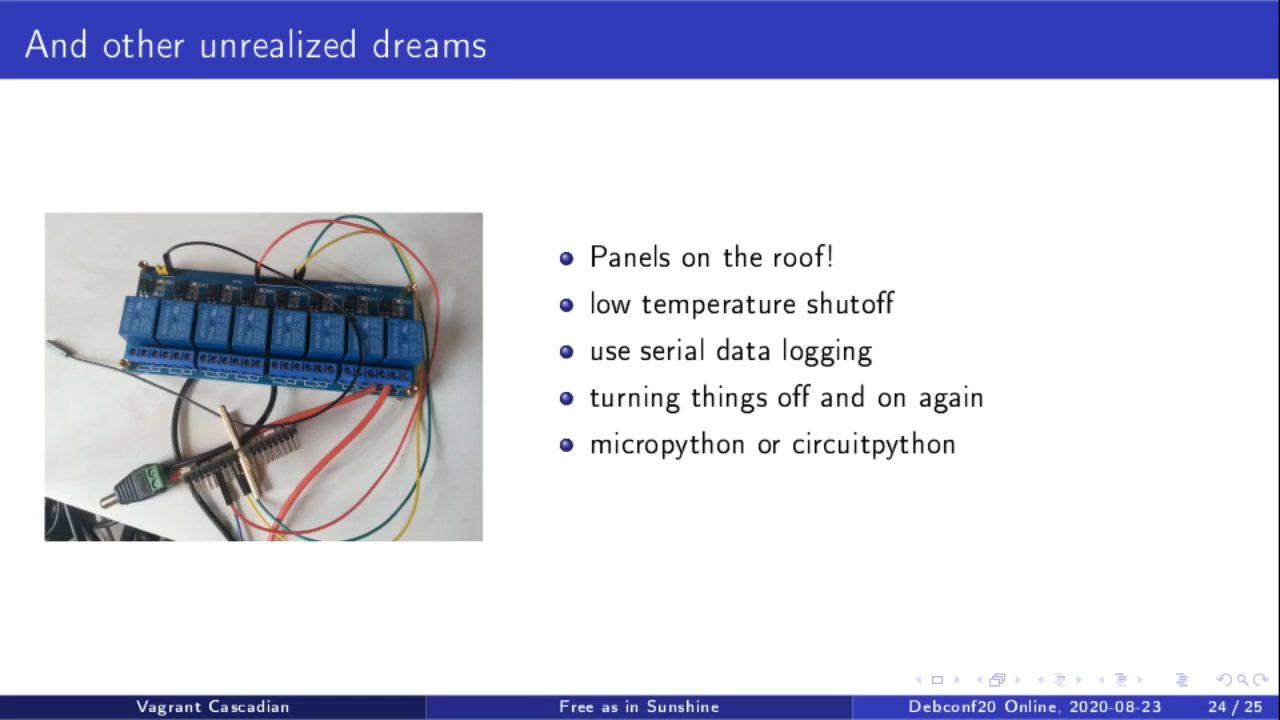 And other unrealized dreams
Panels on the roof!
low temperature shutoff
use serial data logging
turning things off and on again
micropython or circuitpython
Vagrant Cascadian
Free as in Sunshine
Debconf20 Online, 2020-08-23
24 / 25